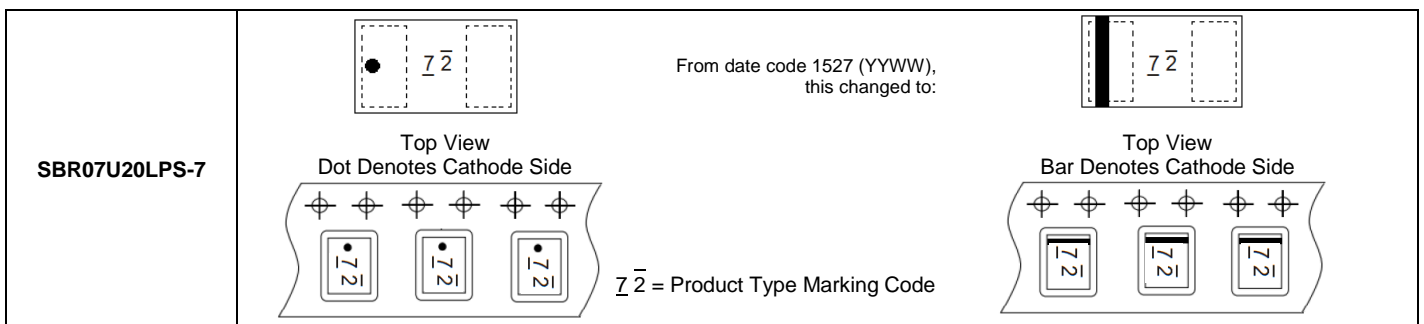 SBR07U20LPS-7
7̲ 2̅
Top View
Dot Denotes Cathode Side
7̲ 2̅
7̲ 2̅
7̲ 2̅
From date code 1527 (YYWW),
this changed to:
7̲ 2̅ = Product Type Marking Code
7̲ 2̅
Top View
Bar Denotes Cathode Side
7̲ 2̅
7̲ 2̅
7̲ 2̅